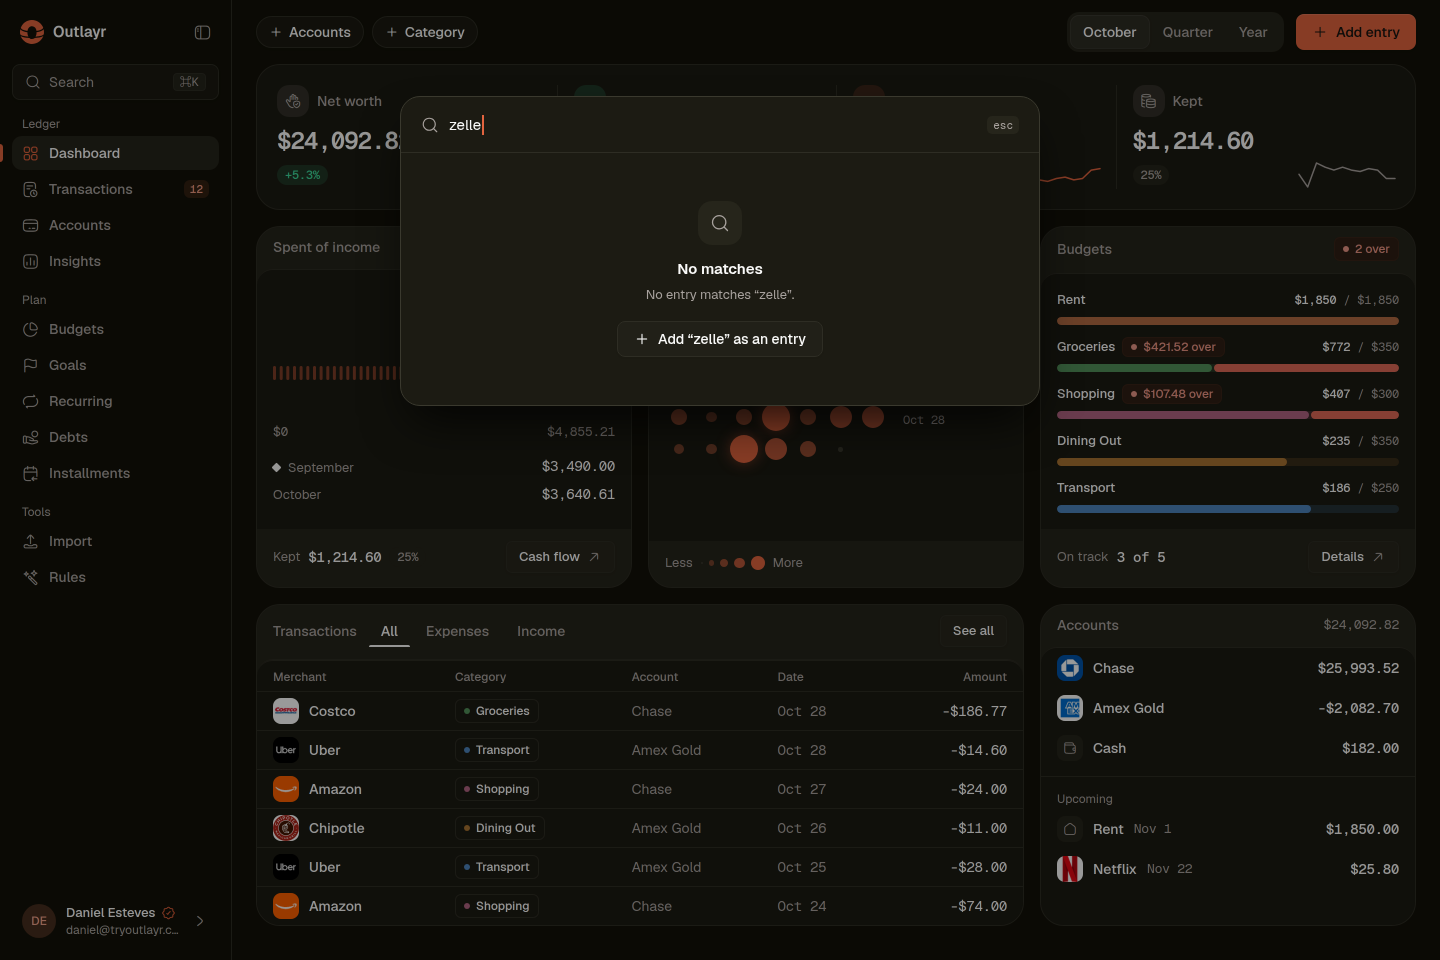 Outlayr
Search ⌘K
Ledger
Dashboard
Transactions 12
Accounts
Insights
Plan
Budgets
Goals
Recurring
Debts
Installments
Tools
Import
Rules
DE
Daniel Esteves
daniel@tryoutlayr.c...
+ Accounts
+ Category
October Quarter Year
+ Add entry
Net worth
$24,092.82
+5.3%
Kept
$1,214.60
25%
zelle
esc
No matches
No entry matches “zelle”.
+ Add “zelle” as an entry
Spent of income
$0 $4,855.21
September $3,490.00
October $3,640.61
Kept $1,214.60 25%
Cash flow
Oct 28
Less More
Budgets
2 over
Rent $1,850 / $1,850
Groceries $421.52 over $772 / $350
Shopping $107.48 over $407 / $300
Dining Out $235 / $350
Transport $186 / $250
On track 3 of 5
Details
Transactions All Expenses Income
See all
Merchant Category Account Date Amount
COSTCO Costco Groceries Chase Oct 28 -$186.77
Uber Uber Transport Amex Gold Oct 28 -$14.60
Amazon Shopping Chase Oct 27 -$24.00
Chipotle Dining Out Amex Gold Oct 26 -$11.00
Uber Uber Transport Amex Gold Oct 25 -$28.00
Amazon Shopping Chase Oct 24 -$74.00
Accounts $24,092.82
Chase $25,993.52
AM
EX
Amex Gold -$2,082.70
Cash $182.00
Upcoming
Rent Nov 1 $1,850.00
N Netflix Nov 22 $25.80